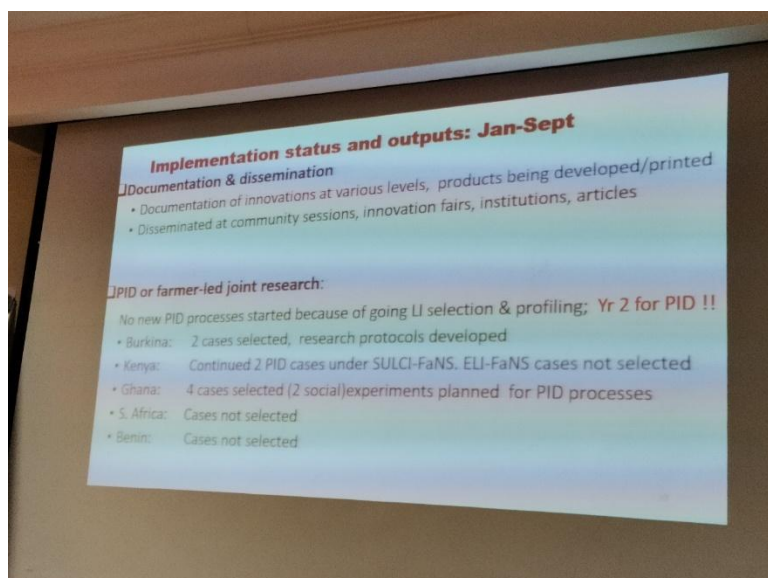 Implementation status and outputs: Jan-Sept
❑Documentation & dissemination
• Documentation of innovations at various levels, products being developed/printed
• Disseminated at community sessions, innovation fairs, institutions, articles
❑PID or farmer-led joint research:
No new PID processes started because of going LI selection & profiling; Yr 2 for PID !!
• Burkina: 2 cases selected, research protocols developed
• Kenya: Continued 2 PID cases under SULCI-FaNS. ELI-FaNS cases not selected
• Ghana: 4 cases selected (2 social)experiments planned for PID processes
• S. Africa: Cases not selected
• Benin: Cases not selected